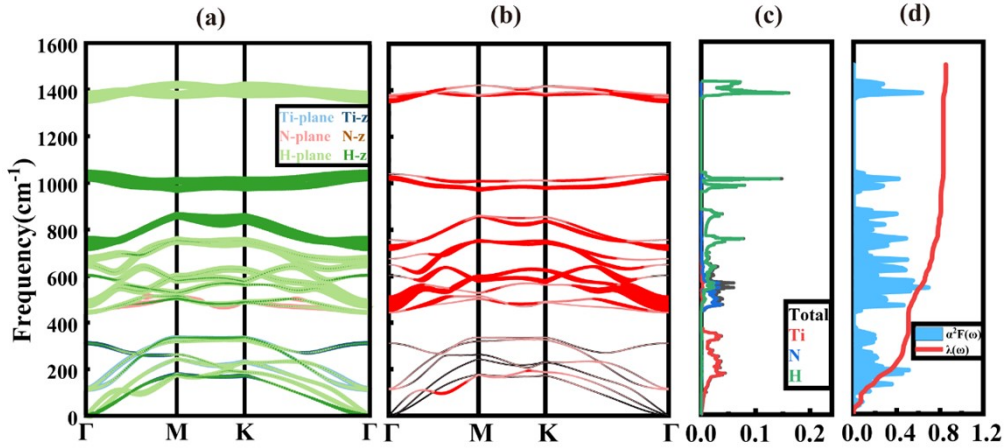 (a)
(b)
(c)
(d)
Frequency(cm⁻¹)
1600
1400
1200
1000
800
600
400
200
0
Ti-plane Ti-z
N-plane N-z
H-plane H-z
Γ M K Γ
Γ M K Γ
Total
Ti
N
H
0.0 0.1 0.2
α²F(ω)
λ(ω)
0.0 0.4 0.8 1.2